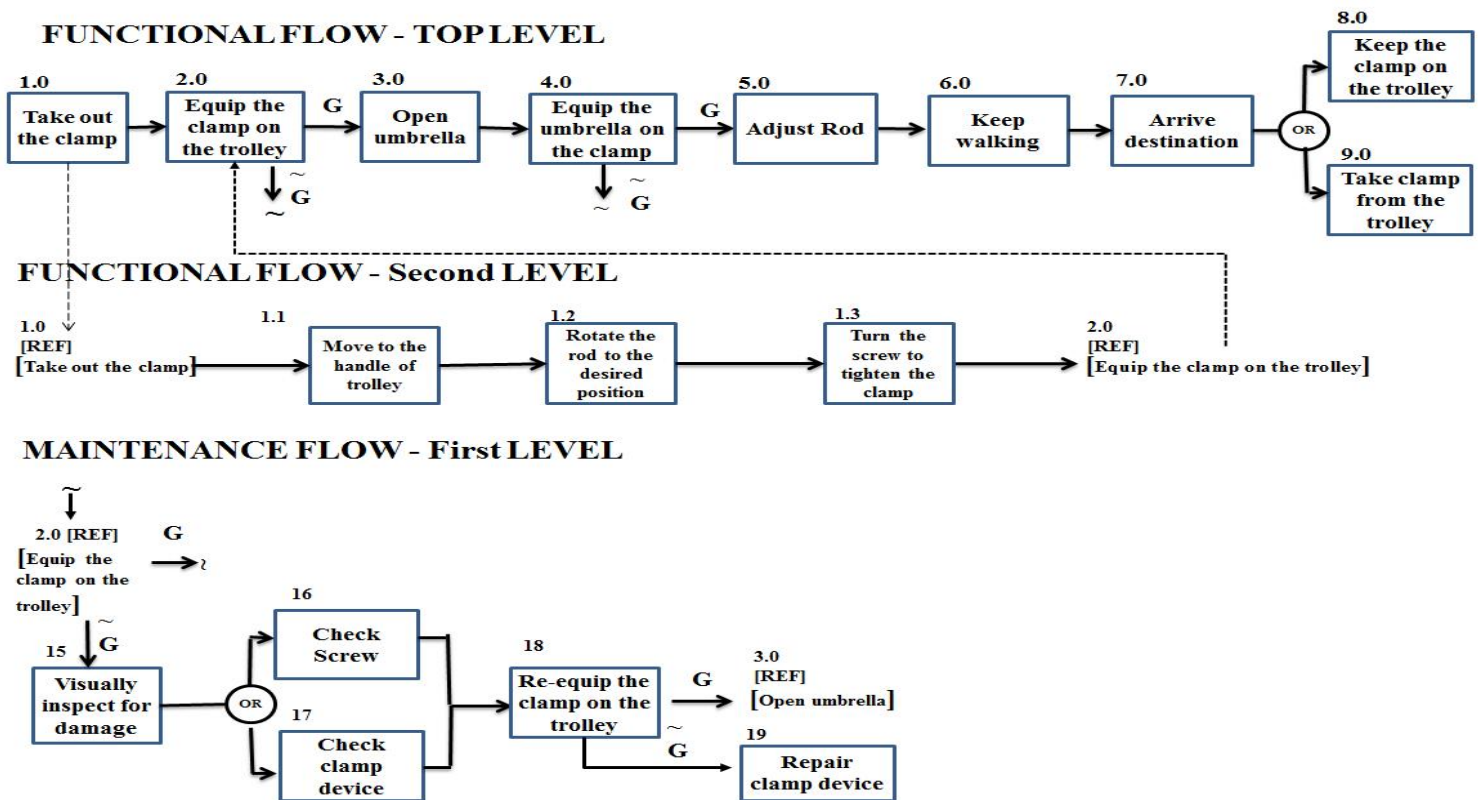 FUNCTIONAL FLOW - TOP LEVEL
1.0
Take out
the clamp
2.0
Equip the
clamp on
the trolley
G
~
G
~
3.0
Open
umbrella
4.0
Equip the
umbrella on
the clamp
G
~
G
~
5.0
Adjust Rod
6.0
Keep
walking
7.0
Arrive
destination
OR
8.0
Keep the
clamp on
the trolley
9.0
Take clamp
from the
trolley
FUNCTIONAL FLOW - Second LEVEL
1.0
[REF]
[Take out the clamp]
1.1
Move to the
handle of
trolley
1.2
Rotate the
rod to the
desired
position
1.3
Turn the
screw to
tighten the
clamp
2.0
[REF]
[Equip the clamp on the trolley]
MAINTENANCE FLOW - First LEVEL
~
2.0 [REF]
[Equip the
clamp on the
trolley]
G
~
~
G
15
Visually
inspect for
damage
OR
16
Check
Screw
17
Check
clamp
device
18
Re-equip the
clamp on the
trolley
G
3.0
[REF]
[Open umbrella]
~
G
19
Repair
clamp device